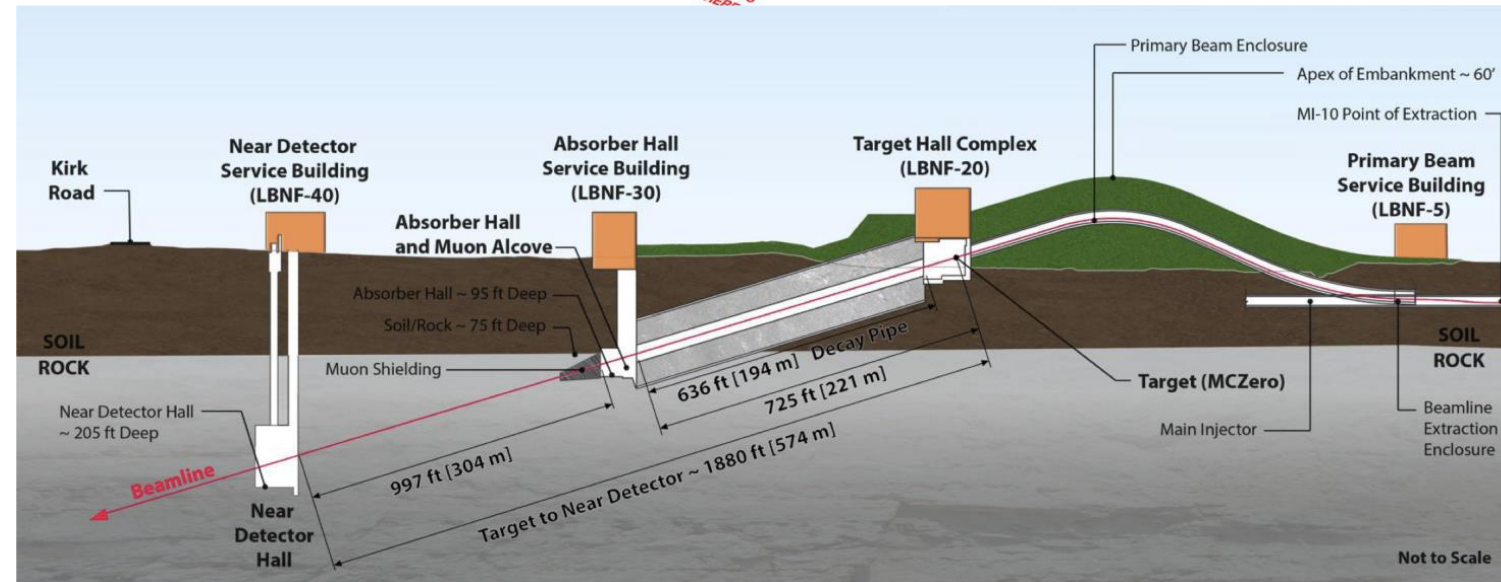 Primary Beam Enclosure
Apex of Embankment ~ 60'
MI-10 Point of Extraction
Kirk
Road
Near Detector
Service Building
(LBNF-40)
Absorber Hall
Service Building
(LBNF-30)
Target Hall Complex
(LBNF-20)
Primary Beam
Service Building
(LBNF-5)
Absorber Hall
and Muon Alcove
Absorber Hall ~ 95 ft Deep
Soil/Rock ~ 75 ft Deep
Muon Shielding
SOIL
ROCK
SOIL
ROCK
Near Detector Hall
~ 205 ft Deep
636 ft [194 m] Decay Pipe
725 ft [221 m]
Target (MCZero)
Main Injector
Beamline
Extraction
Enclosure
997 ft [304 m]
Target to Near Detector ~ 1880 ft [574 m]
Beamline
Near
Detector
Hall
Not to Scale